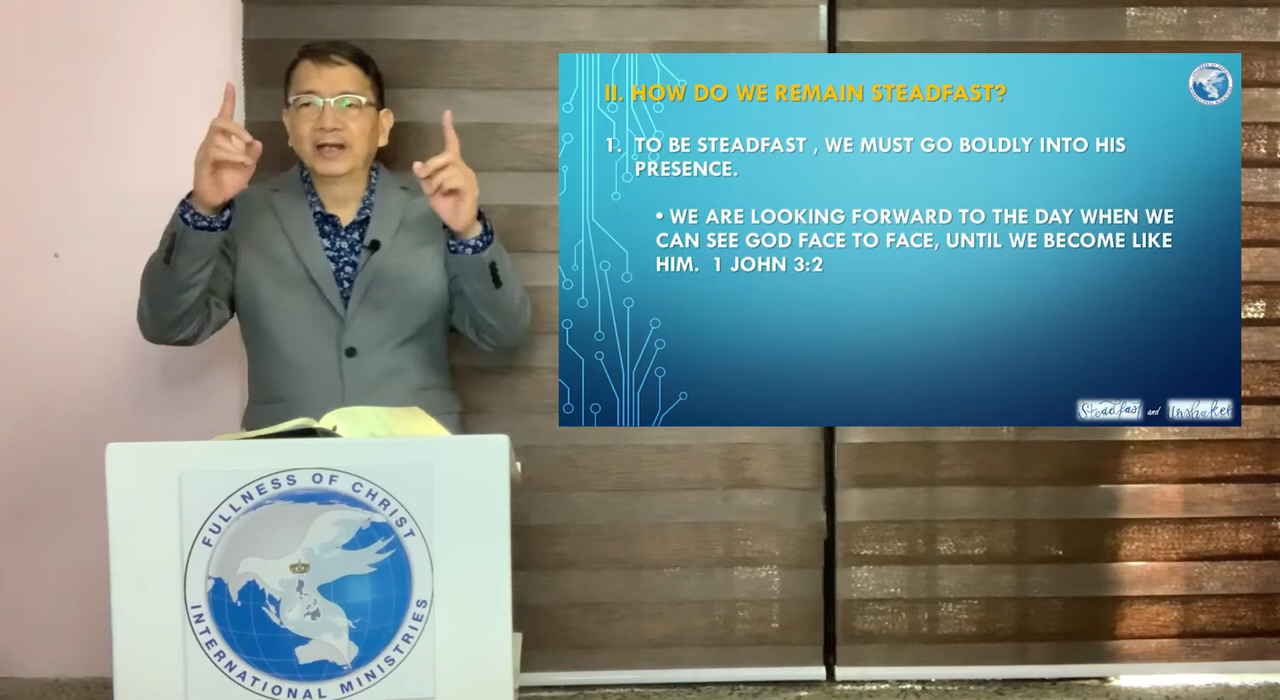 II. HOW DO WE REMAIN STEADFAST?
1. TO BE STEADFAST , WE MUST GO BOLDLY INTO HIS
PRESENCE.
• WE ARE LOOKING FORWARD TO THE DAY WHEN WE
CAN SEE GOD FACE TO FACE, UNTIL WE BECOME LIKE
HIM. 1 JOHN 3:2
Steadfast and Unshaken
FULLNESS OF CHRIST
INTERNATIONAL MINISTRIES